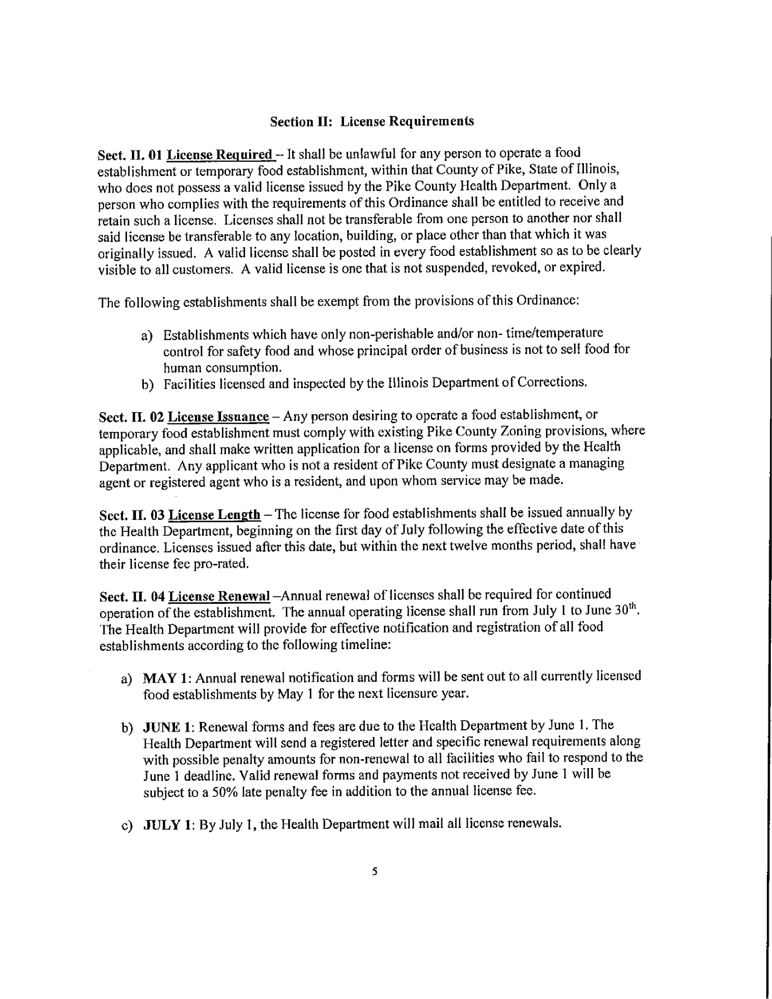 Section II: License Requirements
Sect. II. 01 License Required – It shall be unlawful for any person to operate a food
establishment or temporary food establishment, within that County of Pike, State of Illinois,
who does not possess a valid license issued by the Pike County Health Department. Only a
person who complies with the requirements of this Ordinance shall be entitled to receive and
retain such a license. Licenses shall not be transferable from one person to another nor shall
said license be transferable to any location, building, or place other than that which it was
originally issued. A valid license shall be posted in every food establishment so as to be clearly
visible to all customers. A valid license is one that is not suspended, revoked, or expired.
The following establishments shall be exempt from the provisions of this Ordinance:
a) Establishments which have only non-perishable and/or non- time/temperature
control for safety food and whose principal order of business is not to sell food for
human consumption.
b) Facilities licensed and inspected by the Illinois Department of Corrections.
Sect. II. 02 License Issuance – Any person desiring to operate a food establishment, or
temporary food establishment must comply with existing Pike County Zoning provisions, where
applicable, and shall make written application for a license on forms provided by the Health
Department. Any applicant who is not a resident of Pike County must designate a managing
agent or registered agent who is a resident, and upon whom service may be made.
Sect. II. 03 License Length – The license for food establishments shall be issued annually by
the Health Department, beginning on the first day of July following the effective date of this
ordinance. Licenses issued after this date, but within the next twelve months period, shall have
their license fee pro-rated.
Sect. II. 04 License Renewal –Annual renewal of licenses shall be required for continued
operation of the establishment. The annual operating license shall run from July 1 to June 30th.
The Health Department will provide for effective notification and registration of all food
establishments according to the following timeline:
a) MAY 1: Annual renewal notification and forms will be sent out to all currently licensed
food establishments by May 1 for the next licensure year.
b) JUNE 1: Renewal forms and fees are due to the Health Department by June 1. The
Health Department will send a registered letter and specific renewal requirements along
with possible penalty amounts for non-renewal to all facilities who fail to respond to the
June 1 deadline. Valid renewal forms and payments not received by June 1 will be
subject to a 50% late penalty fee in addition to the annual license fee.
c) JULY 1: By July 1, the Health Department will mail all license renewals.
5